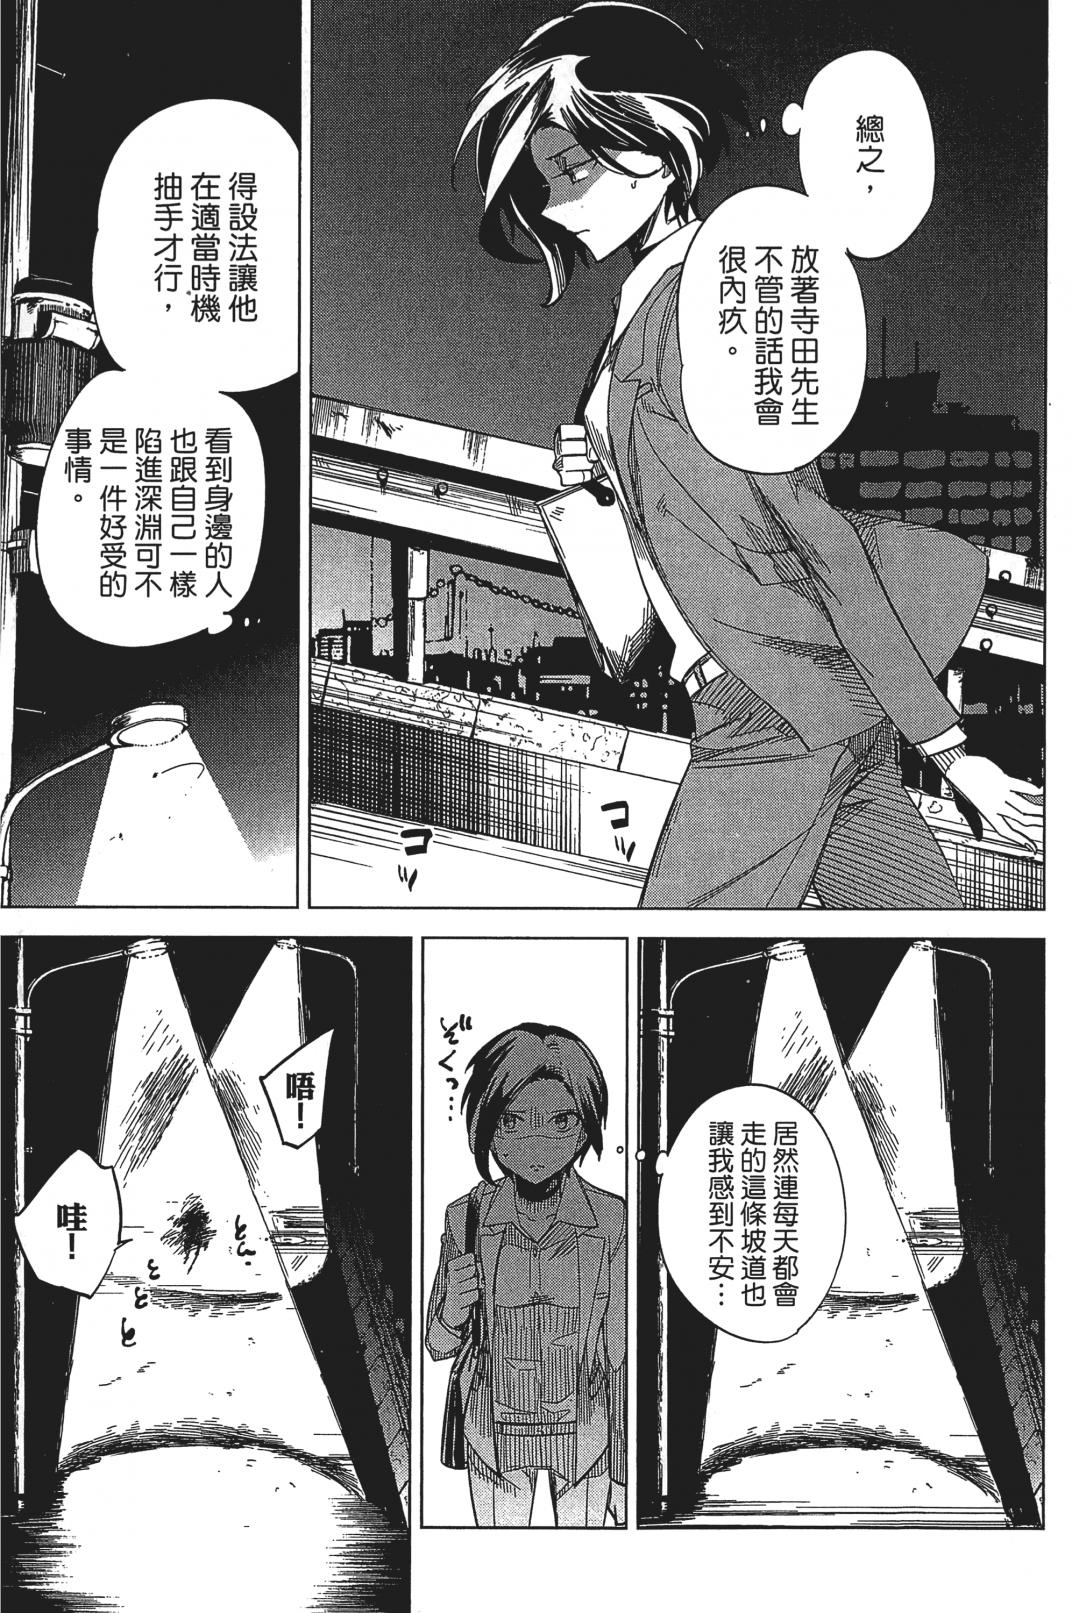 總之，
放著寺田先生
不管的話我會
很內疚。
コツ
コツ
得設法讓他
在適當時機
抽手才行，
看到身邊的人
也跟自己一樣
陷進深淵可不
是一件好受的
事情。
居然連每天都會
走的這條坡道也
讓我感到不安…
ぞくっ…
唔！
哇！
とん
と
と